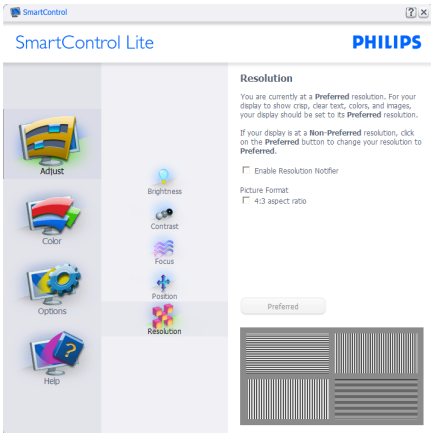 SmartControl
SmartControl Lite
PHILIPS
Adjust
Color
Options
Help
Brightness
Contrast
Focus
Position
Resolution
Resolution
You are currently at a Preferred resolution. For your
display to show crisp, clear text, colors, and images,
your display should be set to its Preferred resolution.
If your display is at a Non-Preferred resolution, click
on the Preferred button to change your resolution to
Preferred.
Enable Resolution Notifier
Picture Format
4:3 aspect ratio
Preferred